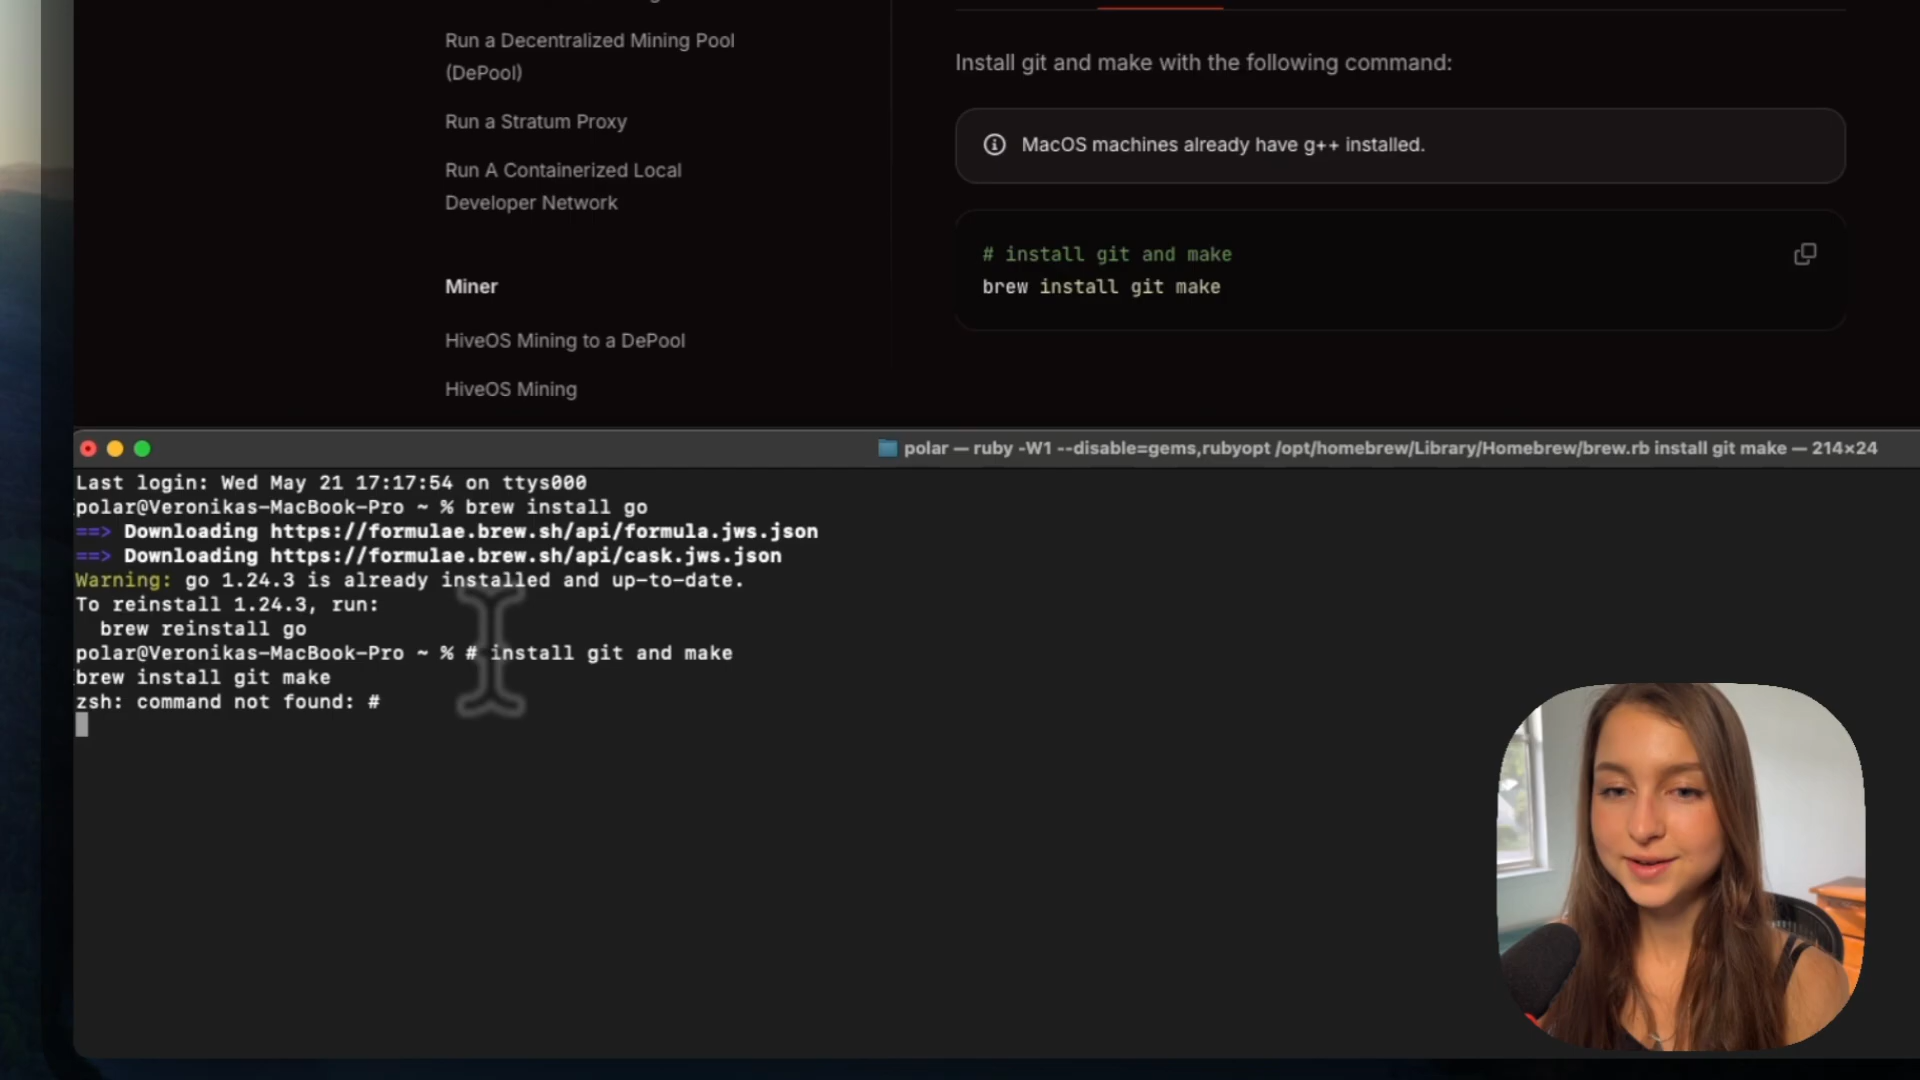 Run a Decentralized Mining Pool
(DePool)
Run a Stratum Proxy
Run A Containerized Local
Developer Network
Miner
HiveOS Mining to a DePool
HiveOS Mining
Install git and make with the following command:
MacOS machines already have g++ installed.
# install git and make
brew install git make
polar — ruby -W1 --disable=gems,rubyopt /opt/homebrew/Library/Homebrew/brew.rb install git make — 214×24
Last login: Wed May 21 17:17:54 on ttys000
polar@Veronikas-MacBook-Pro ~ % brew install go
==> Downloading https://formulae.brew.sh/api/formula.jws.json
==> Downloading https://formulae.brew.sh/api/cask.jws.json
Warning: go 1.24.3 is already installed and up-to-date.
To reinstall 1.24.3, run:
brew reinstall go
polar@Veronikas-MacBook-Pro ~ % # install git and make
brew install git make
zsh: command not found: #